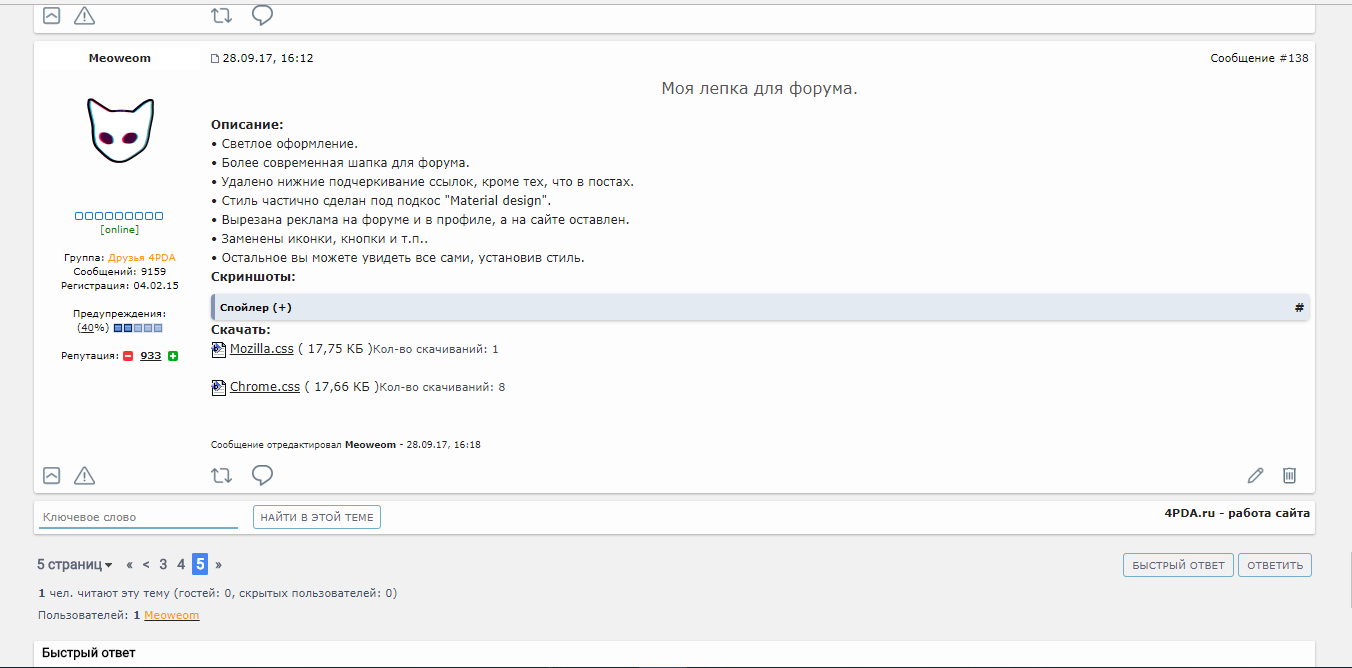 Meoweom
28.09.17, 16:12
Сообщение #138
Моя лепка для форума.
Описание:
• Светлое оформление.
• Более современная шапка для форума.
• Удалено нижние подчеркивание ссылок, кроме тех, что в постах.
• Стиль частично сделан под подкос "Material design".
• Вырезана реклама на форуме и в профиле, а на сайте оставлен.
• Заменены иконки, кнопки и т.п..
• Остальное вы можете увидеть все сами, установив стиль.
Скриншоты:
Спойлер (+) #
Скачать:
Mozilla.css ( 17,75 КБ )Кол-во скачиваний: 1
Chrome.css ( 17,66 КБ )Кол-во скачиваний: 8
Сообщение отредактировал Meoweom - 28.09.17, 16:18
[online]
Группа: Друзья 4PDA
Сообщений: 9159
Регистрация: 04.02.15
Предупреждения:
(40%)
Репутация: 933
Ключевое слово
НАЙТИ В ЭТОЙ ТЕМЕ
4PDA.ru - работа сайта
5 страниц « < 3 4 5 »
БЫСТРЫЙ ОТВЕТ
ОТВЕТИТЬ
1 чел. читают эту тему (гостей: 0, скрытых пользователей: 0)
Пользователей: 1 Meoweom
Быстрый ответ